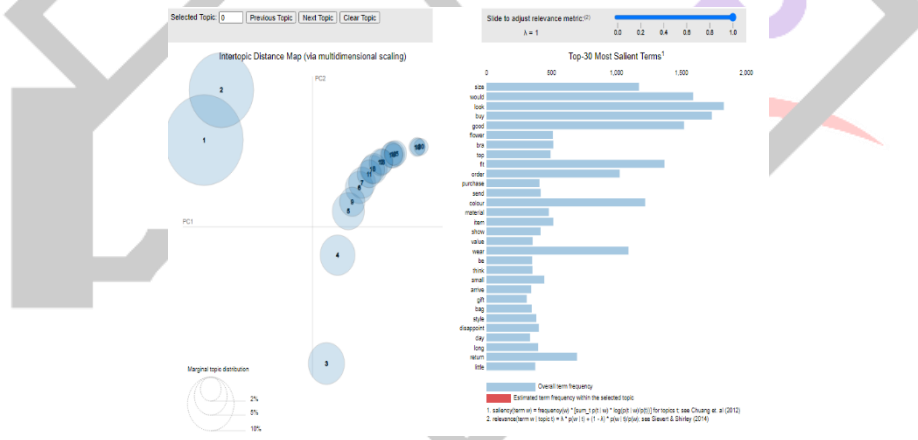 Selected Topic: 0 Previous Topic Next Topic Clear Topic
Slide to adjust relevance metric:(2)
λ = 1
0.0 0.2 0.4 0.6 0.8 1.0
Intertopic Distance Map (via multidimensional scaling)
PC2
PC1
2
1
11
7
6
9
5
4
3
Marginal topic distribution
2%
5%
10%
Top-30 Most Salient Terms1
0 500 1,000 1,500 2,000
size
would
look
buy
good
flower
bra
top
fit
order
purchase
send
colour
material
item
show
value
wear
be
think
small
arrive
gift
bag
style
disappoint
day
long
return
little
Overall term frequency
Estimated term frequency within the selected topic
1. saliency(term w) = frequency(w) * [sum_t p(t | w) * log(p(t | w)/p(t))] for topics t; see Chuang et. al (2012)
2. relevance(term w | topic t) = λ * p(w | t) + (1 - λ) * p(w | t)/p(w); see Sievert & Shirley (2014)